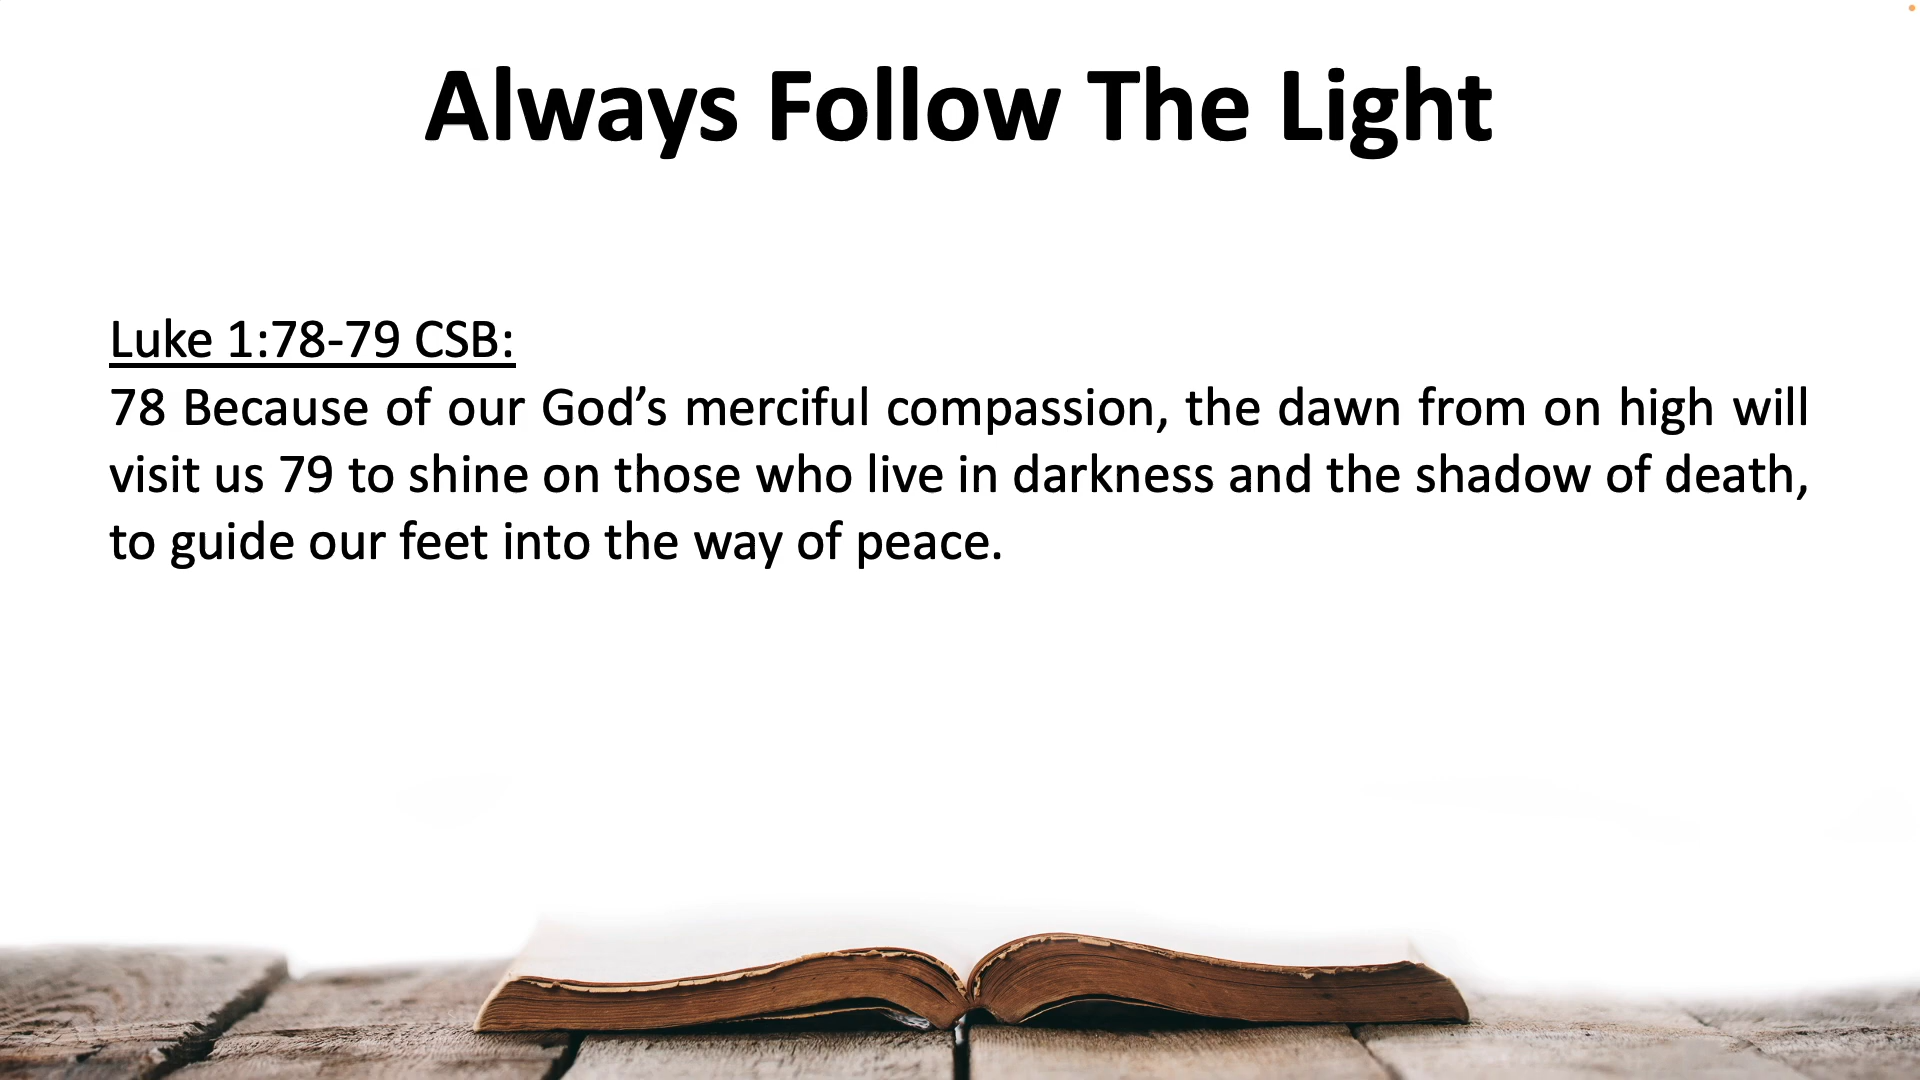 Always Follow The Light
Luke 1:78-79 CSB:
78 Because of our God’s merciful compassion, the dawn from on high will
visit us 79 to shine on those who live in darkness and the shadow of death,
to guide our feet into the way of peace.